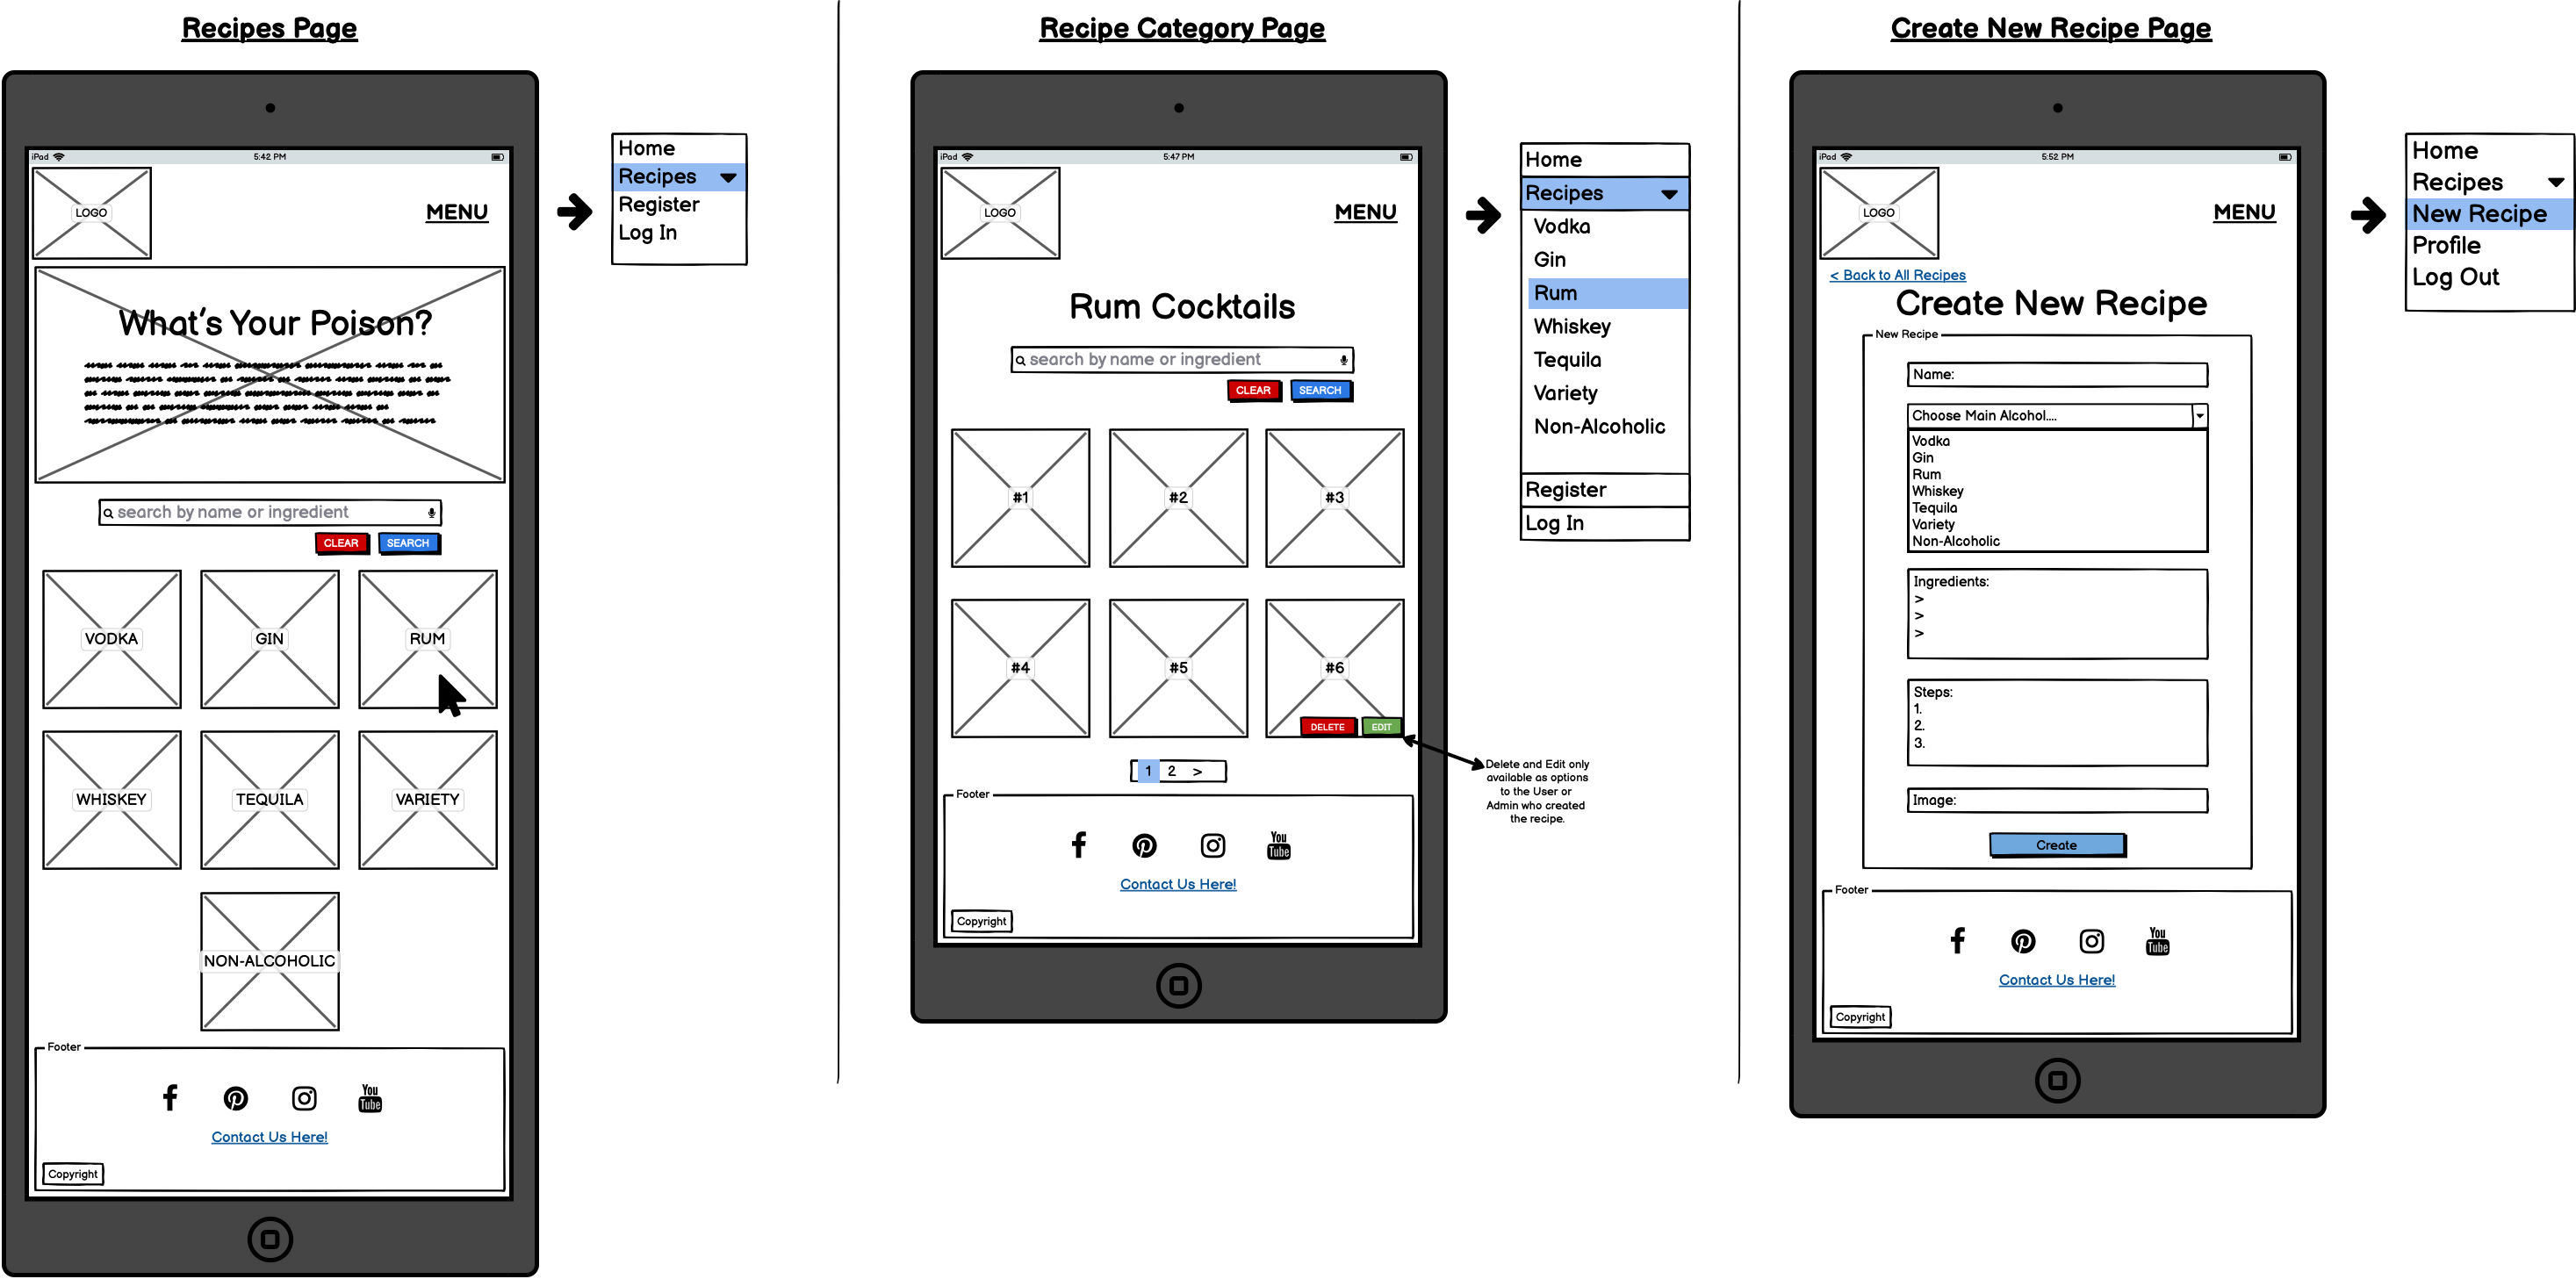 Recipes Page
iPad 5:42 PM
LOGO
MENU
Home
Recipes
Register
Log In
What's Your Poison?
search by name or ingredient
CLEAR SEARCH
VODKA GIN RUM
WHISKEY TEQUILA VARIETY
NON-ALCOHOLIC
Footer
You
Tube
Contact Us Here!
Copyright
Recipe Category Page
iPad 5:47 PM
LOGO
MENU
Home
Recipes
Vodka
Gin
Rum
Whiskey
Tequila
Variety
Non-Alcoholic
Register
Log In
Rum Cocktails
search by name or ingredient
CLEAR SEARCH
#1 #2 #3
#4 #5 #6
DELETE EDIT
Delete and Edit only
available as options
to the User or
Admin who created
the recipe.
1 2 >
Footer
You
Tube
Contact Us Here!
Copyright
Create New Recipe Page
iPad 5:52 PM
LOGO
MENU
Home
Recipes
New Recipe
Profile
Log Out
< Back to All Recipes
Create New Recipe
New Recipe
Name:
Choose Main Alcohol....
Vodka
Gin
Rum
Whiskey
Tequila
Variety
Non-Alcoholic
Ingredients:
>
>
>
Steps:
1.
2.
3.
Image:
Create
Footer
You
Tube
Contact Us Here!
Copyright